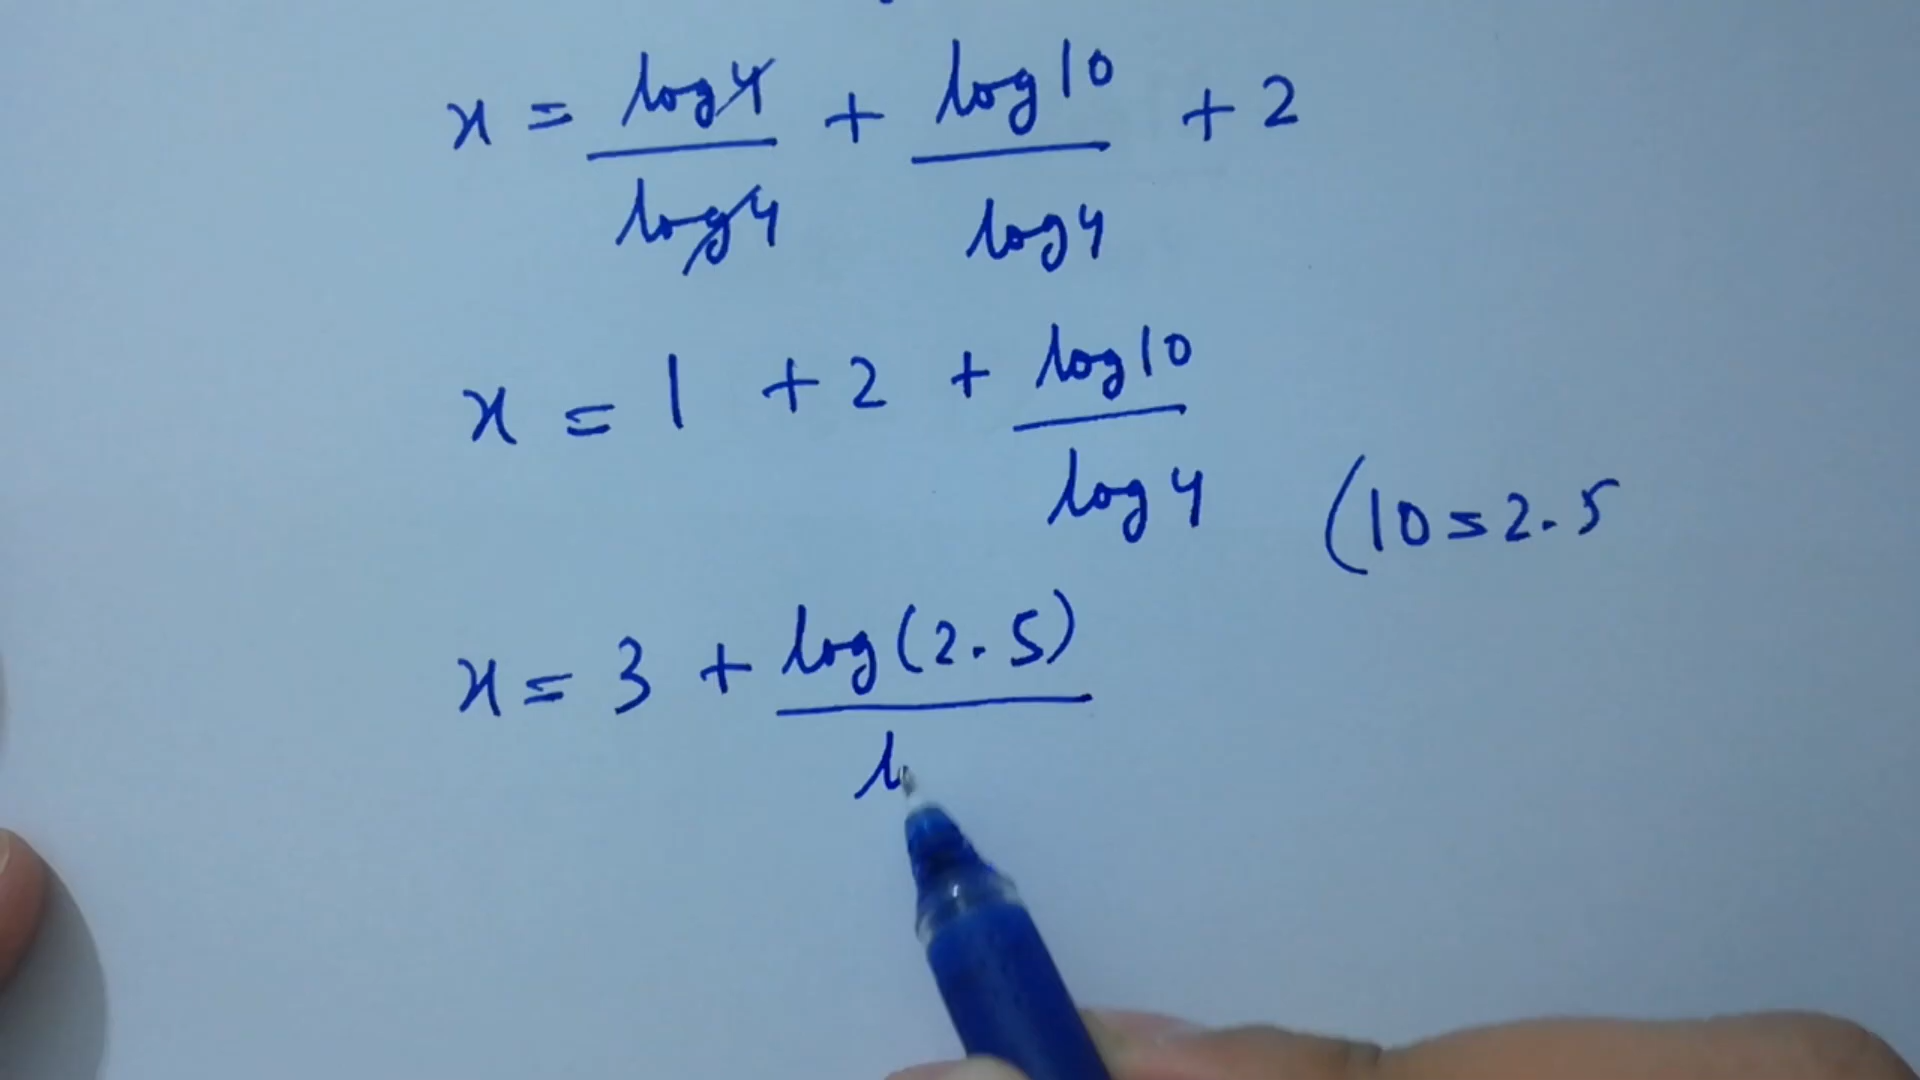 x = log4/log4 + log10/log4 + 2
x = 1 + 2 + log10/log4
(10 = 2.5
x = 3 + log(2.5)/l